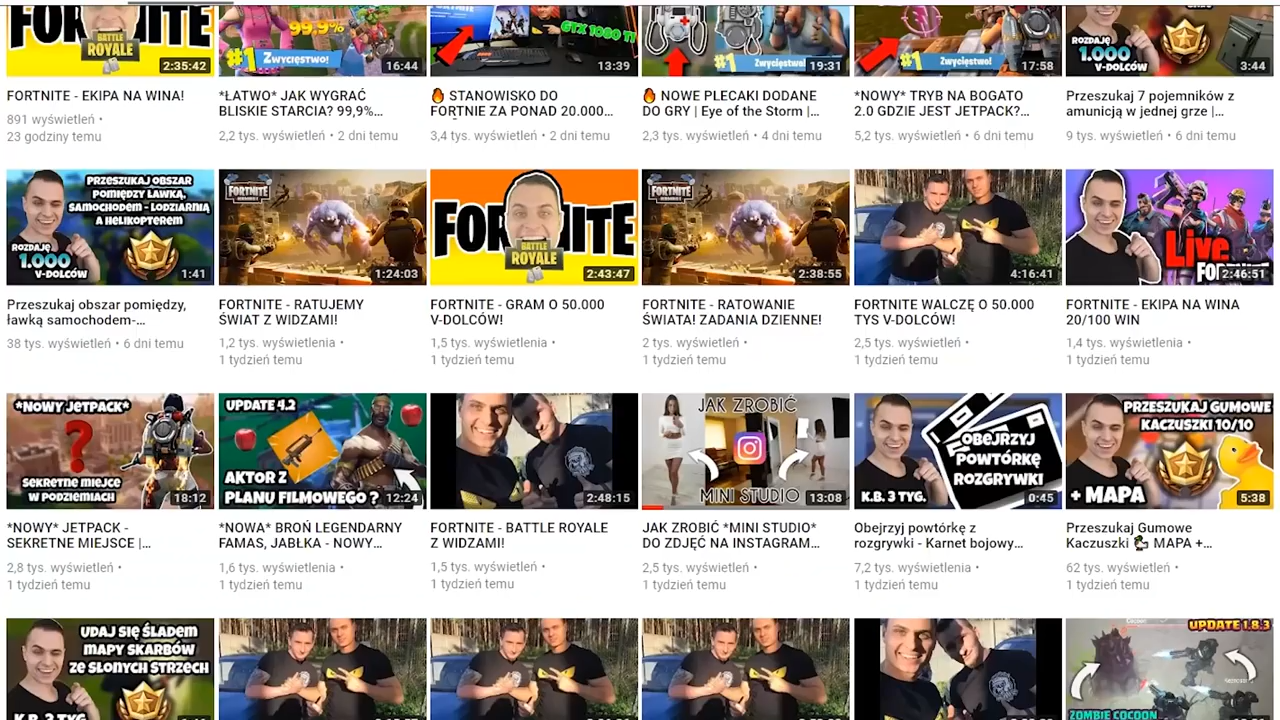 FORTNITE
BATTLE
ROYALE
2:35:42
99.9%
#1 Zwycięstwo!
16:44
GTX 1080 TI
13:39
#1 Zwycięstwo!
19:31
#1 Zwycięstwo!
17:58
ROZDAJĘ
1.000
V-DOLCÓW
3:44
FORTNITE - EKIPA NA WINA!
891 wyświetleń •
23 godziny temu
*ŁATWO* JAK WYGRAĆ
BLISKIE STARCIA? 99,9%...
2,2 tys. wyświetleń • 2 dni temu
🔥 STANOWISKO DO
FORTNIE ZA PONAD 20.000...
3,4 tys. wyświetleń • 2 dni temu
🔥 NOWE PLECAKI DODANE
DO GRY | Eye of the Storm |...
2,3 tys. wyświetleń • 4 dni temu
*NOWY* TRYB NA BOGATO
2.0 GDZIE JEST JETPACK?...
5,2 tys. wyświetleń • 6 dni temu
Przeszukaj 7 pojemników z
amunicją w jednej grze |...
9 tys. wyświetleń • 6 dni temu
PRZESZUKAJ OBSZAR
POMIĘDZY ŁAWKĄ,
SAMOCHODEM - LODZIARNIĄ
A HELIKOPTEREM
ROZDAJĘ
1.000
V-DOLCÓW
1:41
FORTNITE
1:24:03
FORTNITE
BATTLE
ROYALE
2:43:47
FORTNITE
2:38:55
4:16:41
Live
FORTNITE
2:46:51
Przeszukaj obszar pomiędzy,
ławką samochodem-...
38 tys. wyświetleń • 6 dni temu
FORTNITE - RATUJEMY
ŚWIAT Z WIDZAMI!
1,2 tys. wyświetlenia •
1 tydzień temu
FORTNITE - GRAM O 50.000
V-DOLCÓW!
1,5 tys. wyświetlenia •
1 tydzień temu
FORTNITE - RATOWANIE
ŚWIATA! ZADANIA DZIENNE!
2 tys. wyświetleń •
1 tydzień temu
FORTNITE WALCZĘ O 50.000
TYS V-DOLCÓW!
2,5 tys. wyświetleń •
1 tydzień temu
FORTNITE - EKIPA NA WINA
20/100 WIN
1,4 tys. wyświetlenia •
1 tydzień temu
*NOWY JETPACK*
?
SEKRETNE MIEJSCE
W PODZIEMIACH
18:12
UPDATE 4.2
AKTOR Z
PLANU FILMOWEGO ?
12:24
2:48:15
JAK ZROBIĆ
MINI STUDIO
13:08
OBEJRZYJ
POWTÓRKĘ
ROZGRYWKI
K.B. 3 TYG.
0:45
PRZESZUKAJ GUMOWE
KACZUSZKI 10/10
+ MAPA
5:38
*NOWY* JETPACK -
SEKRETNE MIEJSCE |...
2,8 tys. wyświetleń •
1 tydzień temu
*NOWA* BROŃ LEGENDARNY
FAMAS, JABŁKA - NOWY...
1,6 tys. wyświetleń •
1 tydzień temu
FORTNITE - BATTLE ROYALE
Z WIDZAMI!
1,5 tys. wyświetleń •
1 tydzień temu
JAK ZROBIĆ *MINI STUDIO*
DO ZDJĘĆ NA INSTAGRAM...
2,5 tys. wyświetleń •
1 tydzień temu
Obejrzyj powtórkę z
rozgrywki - Karnet bojowy...
7,2 tys. wyświetlenia •
1 tydzień temu
Przeszukaj Gumowe
Kaczuszki 🦆 MAPA +...
62 tys. wyświetleń •
1 tydzień temu
UDAJ SIĘ ŚLADEM
MAPY SKARBÓW
ZE SŁONYCH STRZECH
K.B. 3 TYG.
UPDATE 1.8.3
ZOMBIE COCOON